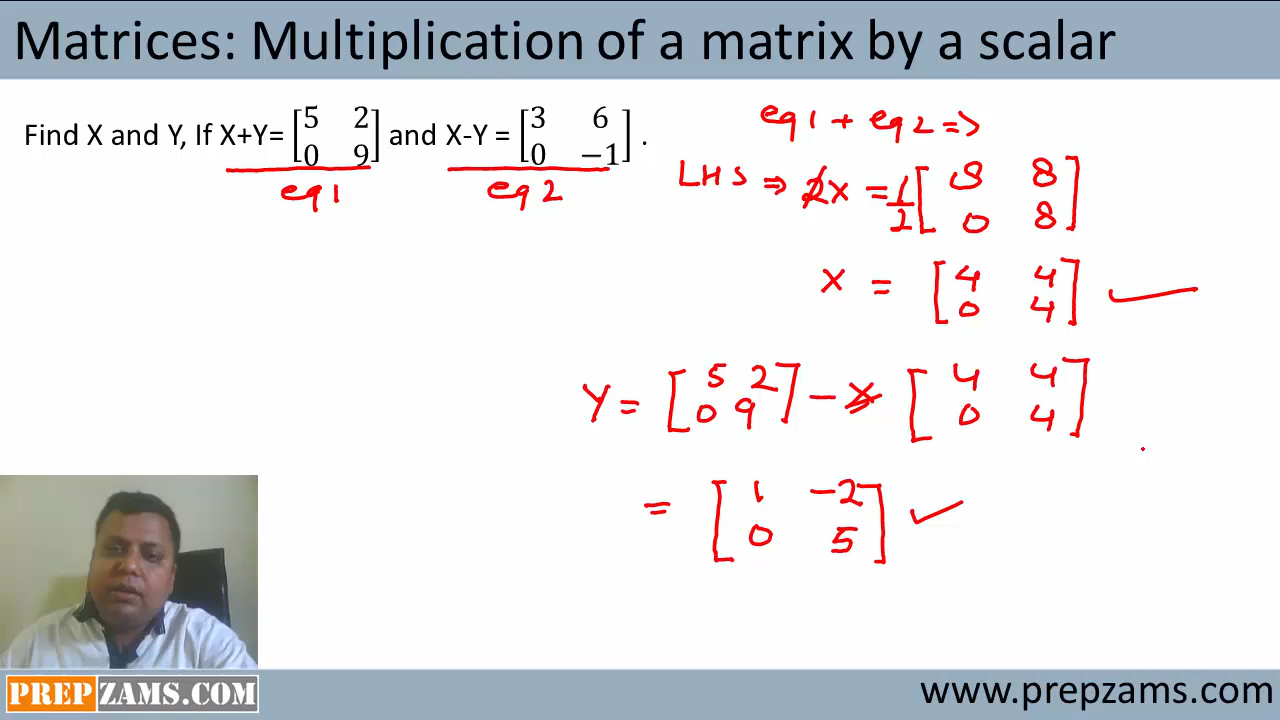 Matrices: Multiplication of a matrix by a scalar
Find X and Y, If X+Y= [5 2 and X-Y = [3 6
0 9] 0 −1] .
eq1 eq2
eq1 + eq2 =>
LHS => 2X = 1/2 [8 8
0 8]
X = [4 4
0 4]
Y = [5 2 − X [4 4
0 9] 0 4]
= [1 -2
0 5]
PREPZAMS.COM
www.prepzams.com